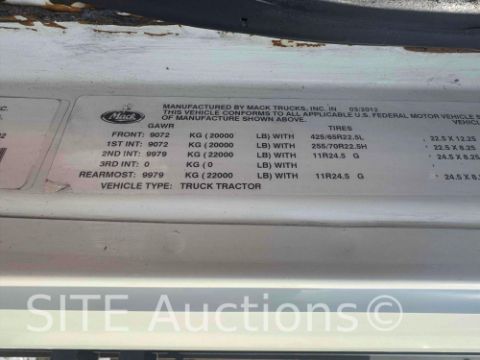 MANUFACTURED BY MACK TRUCKS, INC. IN 03/2012
THIS VEHICLE CONFORMS TO ALL APPLICABLE U.S. FEDERAL MOTOR VEHICLE S
OF MANUFACTURE SHOWN ABOVE. VEHICL
Mack
GAWR TIRES
FRONT: 9072 KG ( 20000 LB) WITH 425/65R22.5L 22.5 X 12.25
1ST INT: 9072 KG ( 20000 LB) WITH 255/70R22.5H 22.5 X 8.25
2ND INT: 9979 KG ( 22000 LB) WITH 11R24.5 G 24.5 X 8.25
3RD INT: 0 KG ( 0 LB) WITH
REARMOST: 9979 KG ( 22000 LB) WITH 11R24.5 G 24.5 X 8.
VEHICLE TYPE: TRUCK TRACTOR
C.
SITE Auctions©